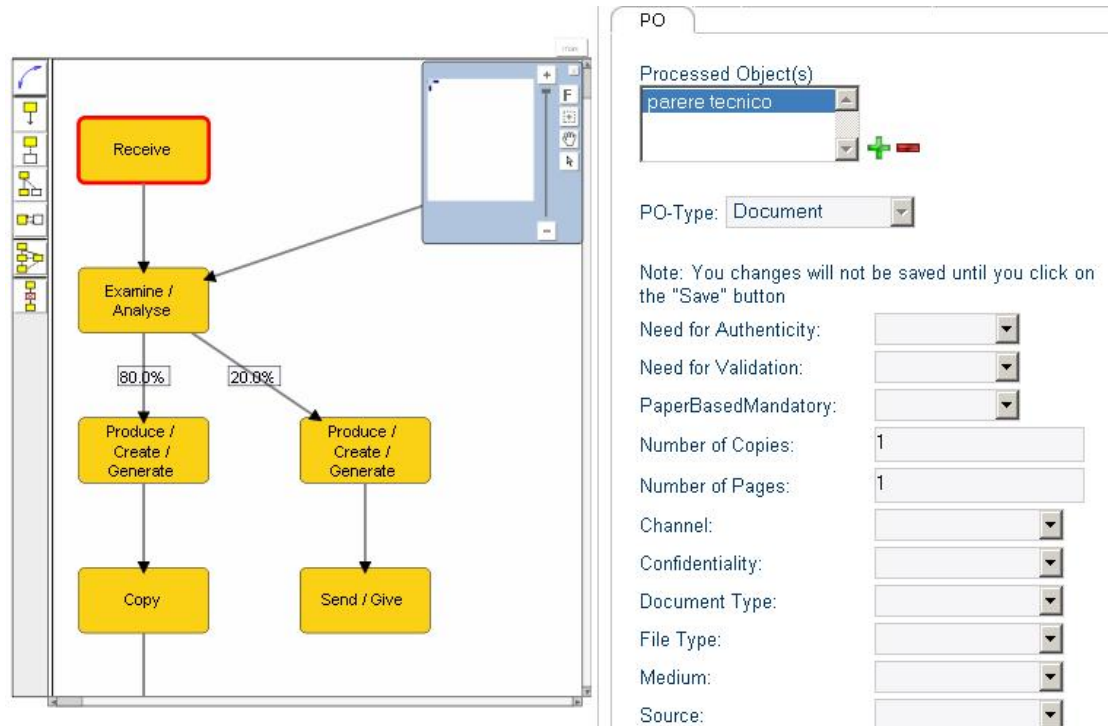 max
F
Receive
Examine /
Analyse
80.0%
20.0%
Produce /
Create /
Generate
Produce /
Create /
Generate
Copy
Send / Give
PO
Processed Object(s)
parere tecnico
PO-Type: Document
Note: You changes will not be saved until you click on
the "Save" button
Need for Authenticity:
Need for Validation:
PaperBasedMandatory:
Number of Copies: 1
Number of Pages: 1
Channel:
Confidentiality:
Document Type:
File Type:
Medium:
Source: